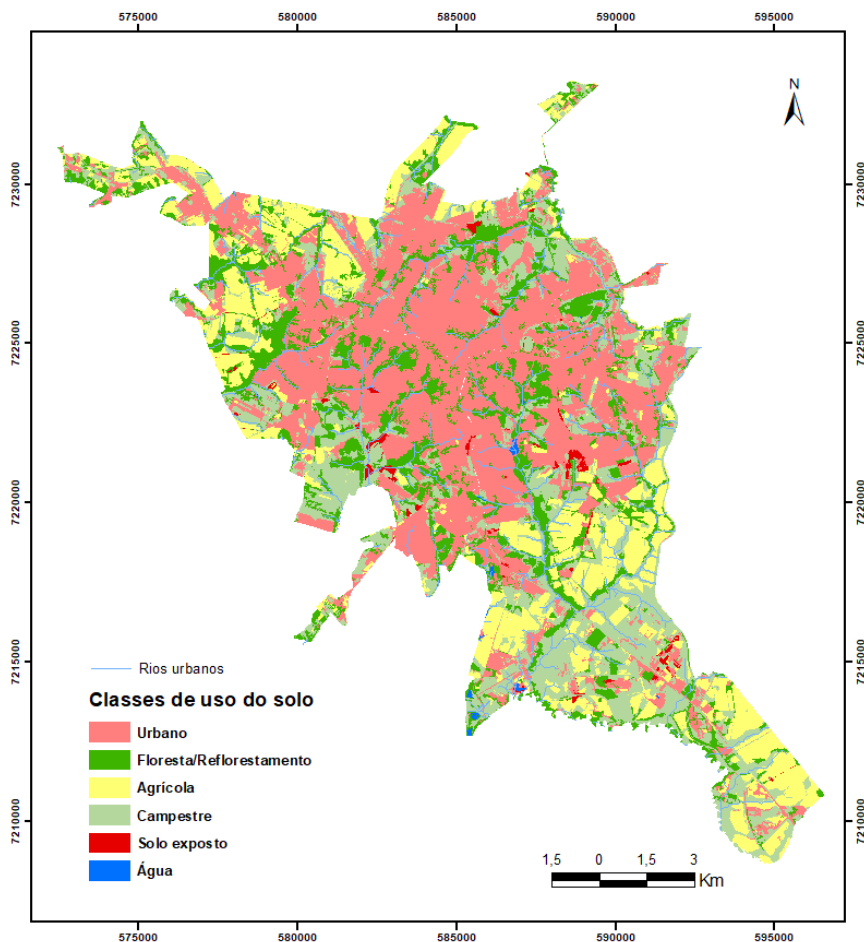 575000 580000 585000 590000 595000
N
7230000 7230000
7225000 7225000
7220000 7220000
7215000 7215000
Rios urbanos
Classes de uso do solo
Urbano
Floresta/Reflorestamento
Agrícola
Campestre
Solo exposto
Água
7210000 7210000
1,5 0 1,5 3
Km
575000 580000 585000 590000 595000